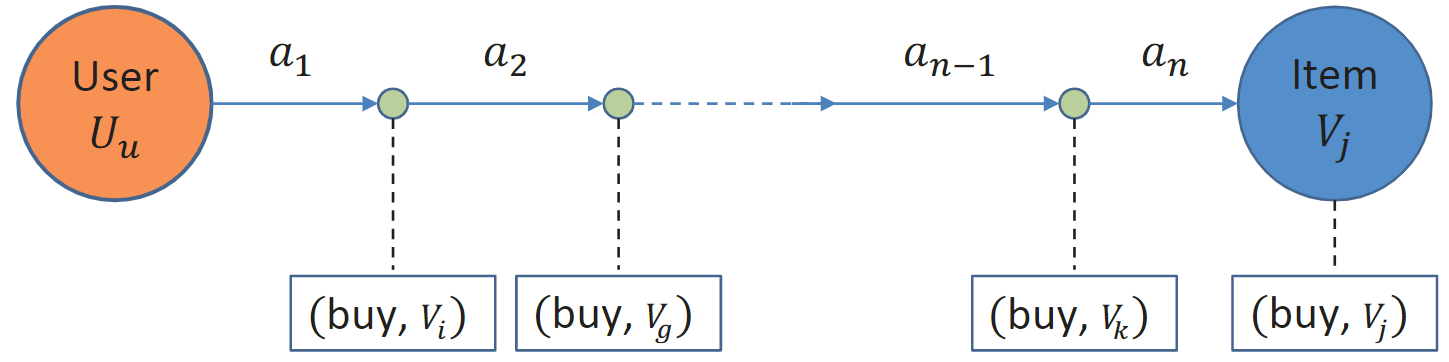 User
U_u
a_1
a_2
a_{n-1}
a_n
Item
V_j
(buy, V_i)
(buy, V_g)
(buy, V_k)
(buy, V_j)